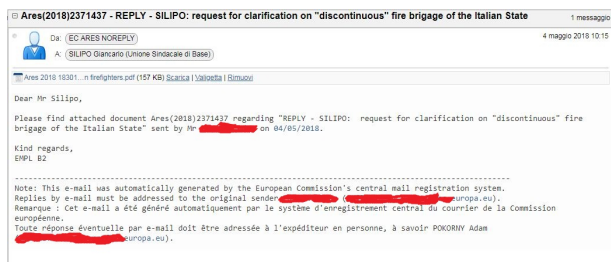 Ares(2018)2371437 - REPLY - SILIPO: request for clarification on "discontinuous" fire brigage of the Italian State 1 messaggio
Da: EC ARES NOREPLY 4 maggio 2018 10:15
A: SILIPO Giancarlo (Unione Sindacale di Base)
Ares 2018 18301...n firefighters.pdf (157 KB) Scarica | Valigetta | Rimuovi
Dear Mr Silipo,
Please find attached document Ares(2018)2371437 regarding "REPLY - SILIPO: request for clarification on "discontinuous" fire
brigage of the Italian State" sent by Mr on 04/05/2018.
Kind regards,
EMPL B2
Note: This e-mail was automatically generated by the European Commission's central mail registration system.
Replies by e-mail must be addressed to the original sender ( europa.eu).
Remarque : Cet e-mail a été généré automatiquement par le système d'enregistrement central du courrier de la Commission
européenne.
Toute réponse éventuelle par e-mail doit être adressée à l'expéditeur en personne, à savoir POKORNY Adam
( europa.eu).